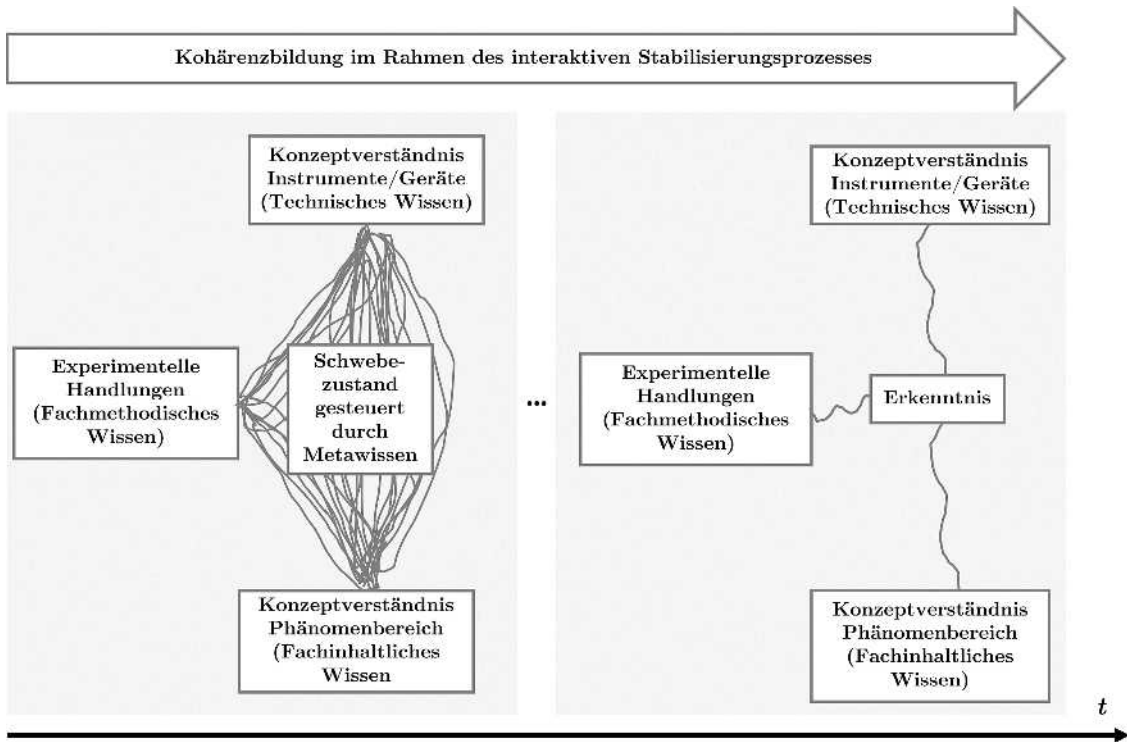 Kohärenzbildung im Rahmen des interaktiven Stabilisierungsprozesses
Konzeptverständnis
Instrumente/Geräte
(Technisches Wissen)
Experimentelle
Handlungen
(Fachmethodisches
Wissen)
Schwebe-
zustand
gesteuert
durch
Metawissen
Konzeptverständnis
Phänomenbereich
(Fachinhaltliches
Wissen
...
Konzeptverständnis
Instrumente/Geräte
(Technisches Wissen)
Experimentelle
Handlungen
(Fachmethodisches
Wissen)
Erkenntnis
Konzeptverständnis
Phänomenbereich
(Fachinhaltliches
Wissen)
t